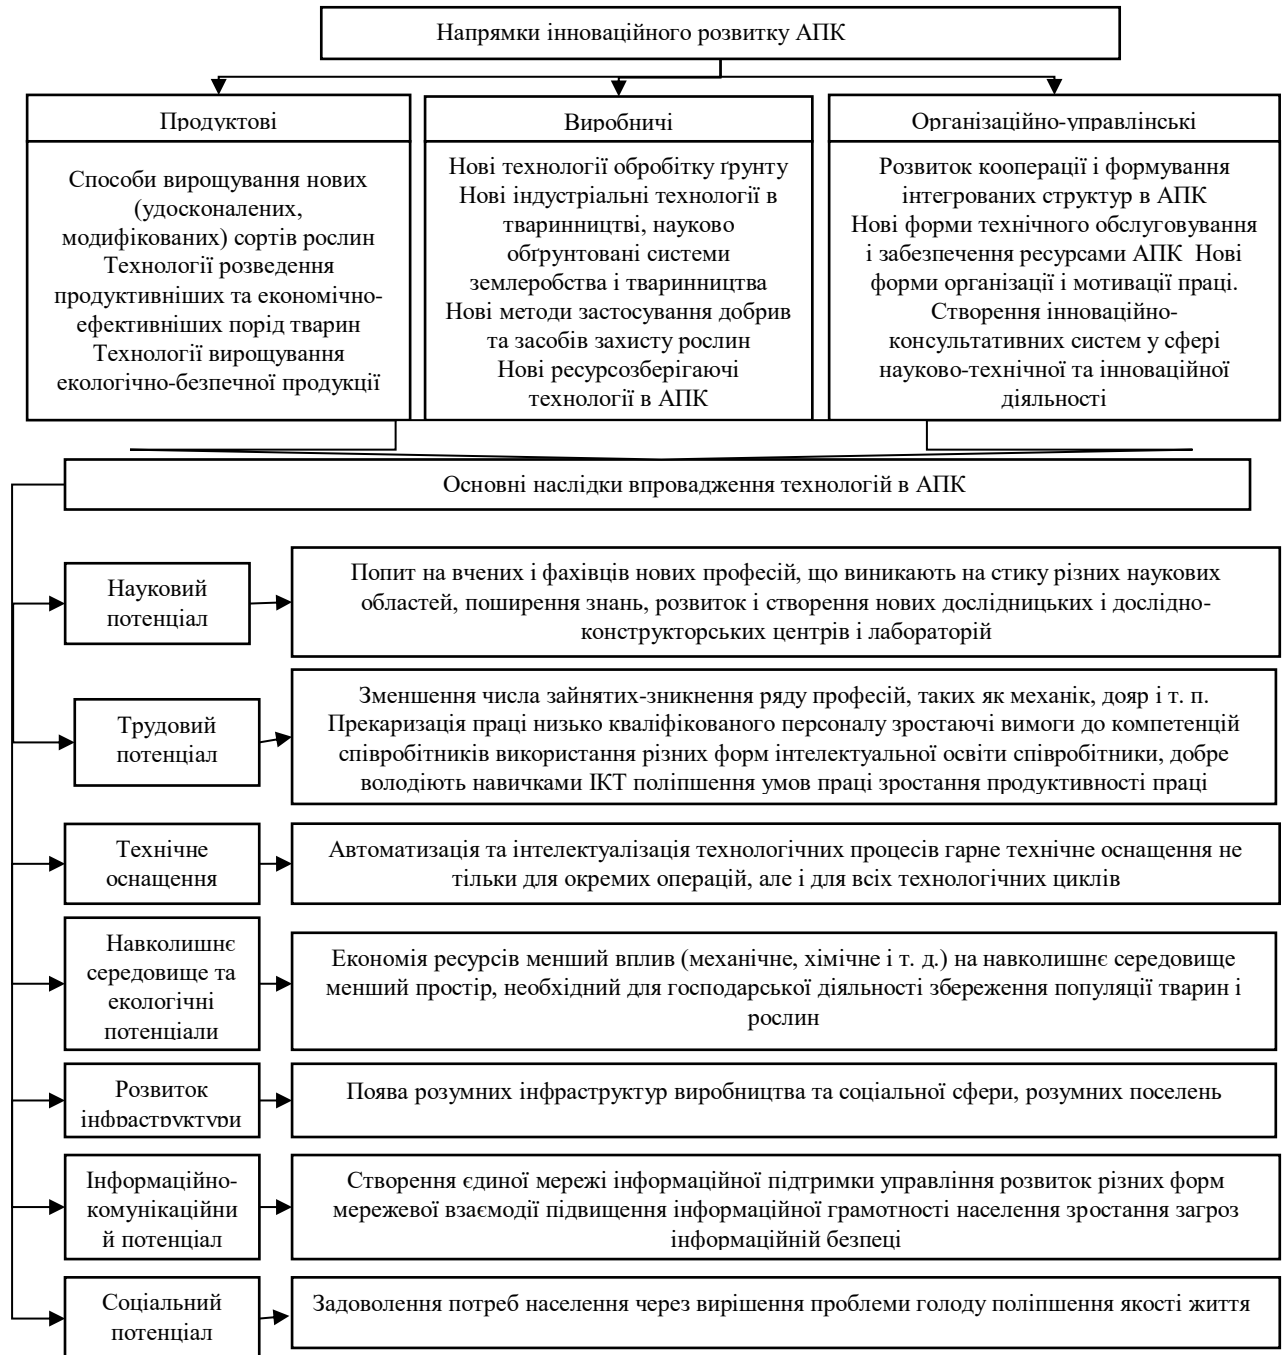 Напрямки інноваційного розвитку АПК
Продуктові
Способи вирощування нових
(удосконалених,
модифікованих) сортів рослин
Технології розведення
продуктивніших та економічно-
ефективніших порід тварин
Технології вирощування
екологічно-безпечної продукції
Виробничі
Нові технології обробітку ґрунту
Нові індустріальні технології в
тваринництві, науково
обґрунтовані системи
землеробства і тваринництва
Нові методи застосування добрив
та засобів захисту рослин
Нові ресурсозберігаючі
технології в АПК
Організаційно-управлінські
Розвиток кооперації і формування
інтегрованих структур в АПК
Нові форми технічного обслуговування
і забезпечення ресурсами АПК Нові
форми організації і мотивації праці.
Створення інноваційно-
консультативних систем у сфері
науково-технічної та інноваційної
діяльності
Основні наслідки впровадження технологій в АПК
Науковий
потенціал
Попит на вчених і фахівців нових професій, що виникають на стику різних наукових
областей, поширення знань, розвиток і створення нових дослідницьких і дослідно-
конструкторських центрів і лабораторій
Трудовий
потенціал
Зменшення числа зайнятих-зникнення ряду професій, таких як механік, дояр і т. п.
Прекаризація праці низько кваліфікованого персоналу зростаючі вимоги до компетенцій
співробітників використання різних форм інтелектуальної освіти співробітники, добре
володіють навичками ІКТ поліпшення умов праці зростання продуктивності праці
Технічне
оснащення
Автоматизація та інтелектуалізація технологічних процесів гарне технічне оснащення не
тільки для окремих операцій, але і для всіх технологічних циклів
Навколишнє
середовище та
екологічні
потенціали
Економія ресурсів менший вплив (механічне, хімічне і т. д.) на навколишнє середовище
менший простір, необхідний для господарської діяльності збереження популяції тварин і
рослин
Розвиток
інфраструктури
Поява розумних інфраструктур виробництва та соціальної сфери, розумних поселень
Інформаційно-
комунікаційни
й потенціал
Створення єдиної мережі інформаційної підтримки управління розвиток різних форм
мережевої взаємодії підвищення інформаційної грамотності населення зростання загроз
інформаційній безпеці
Соціальний
потенціал
Задоволення потреб населення через вирішення проблеми голоду поліпшення якості життя